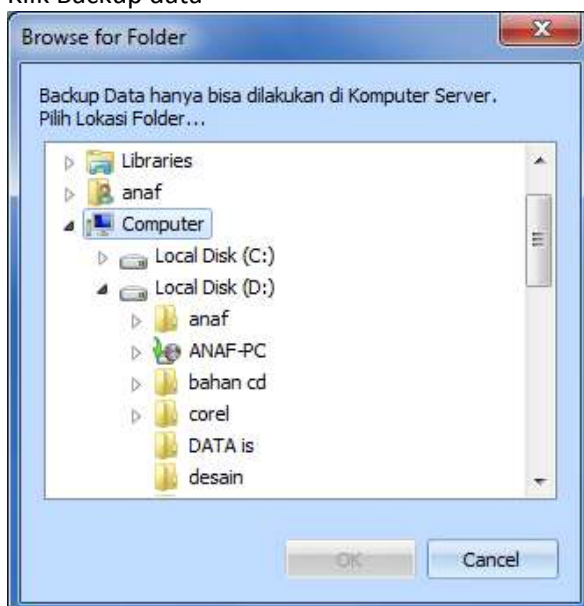 Klik Backup data
Browse for Folder
Backup Data hanya bisa dilakukan di Komputer Server.
Pilih Lokasi Folder...
Libraries
anaf
Computer
Local Disk (C:)
Local Disk (D:)
anaf
ANAF-PC
bahan cd
corel
DATA is
desain
OK
Cancel